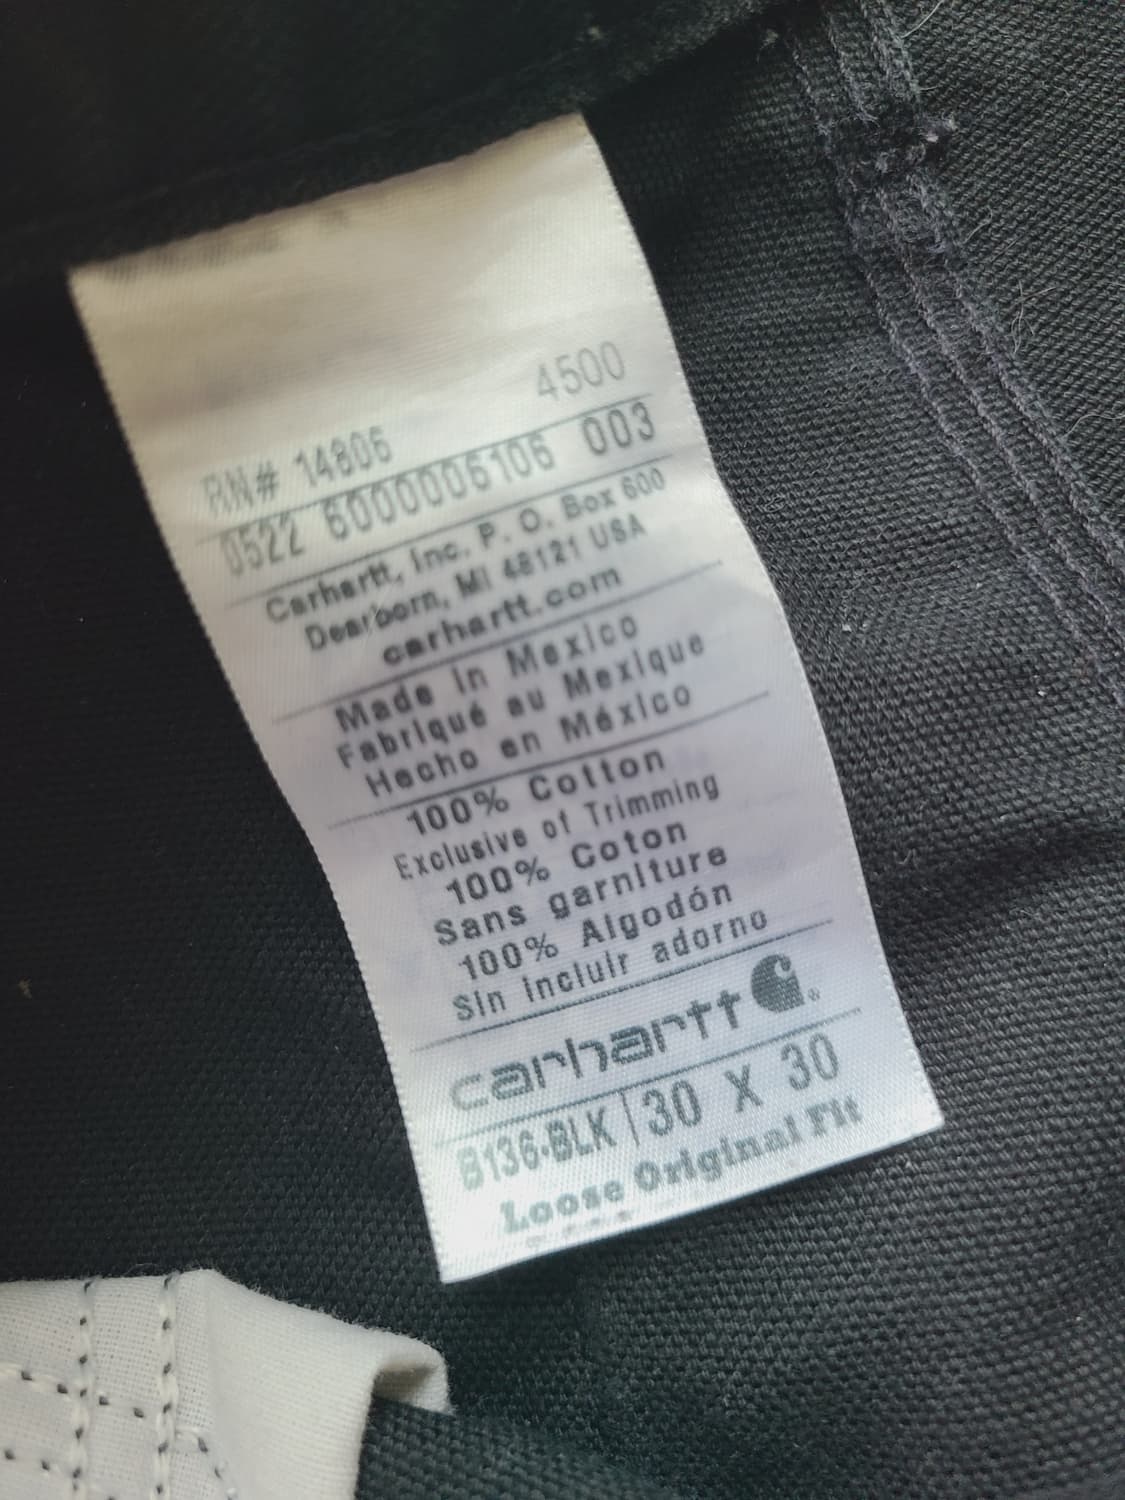 4500
RN# 14806
0522 6000006106 003
Carhartt, Inc. P. O. Box 600
Dearborn, MI 48121 USA
carhartt.com
Made in Mexico
Fabriqué au Mexique
Hecho en México
100% Cotton
Exclusive of Trimming
100% Coton
Sans garniture
100% Algodón
Sin incluir adorno
carhartt ®
B136-BLK | 30 X 30
Loose Original Fit